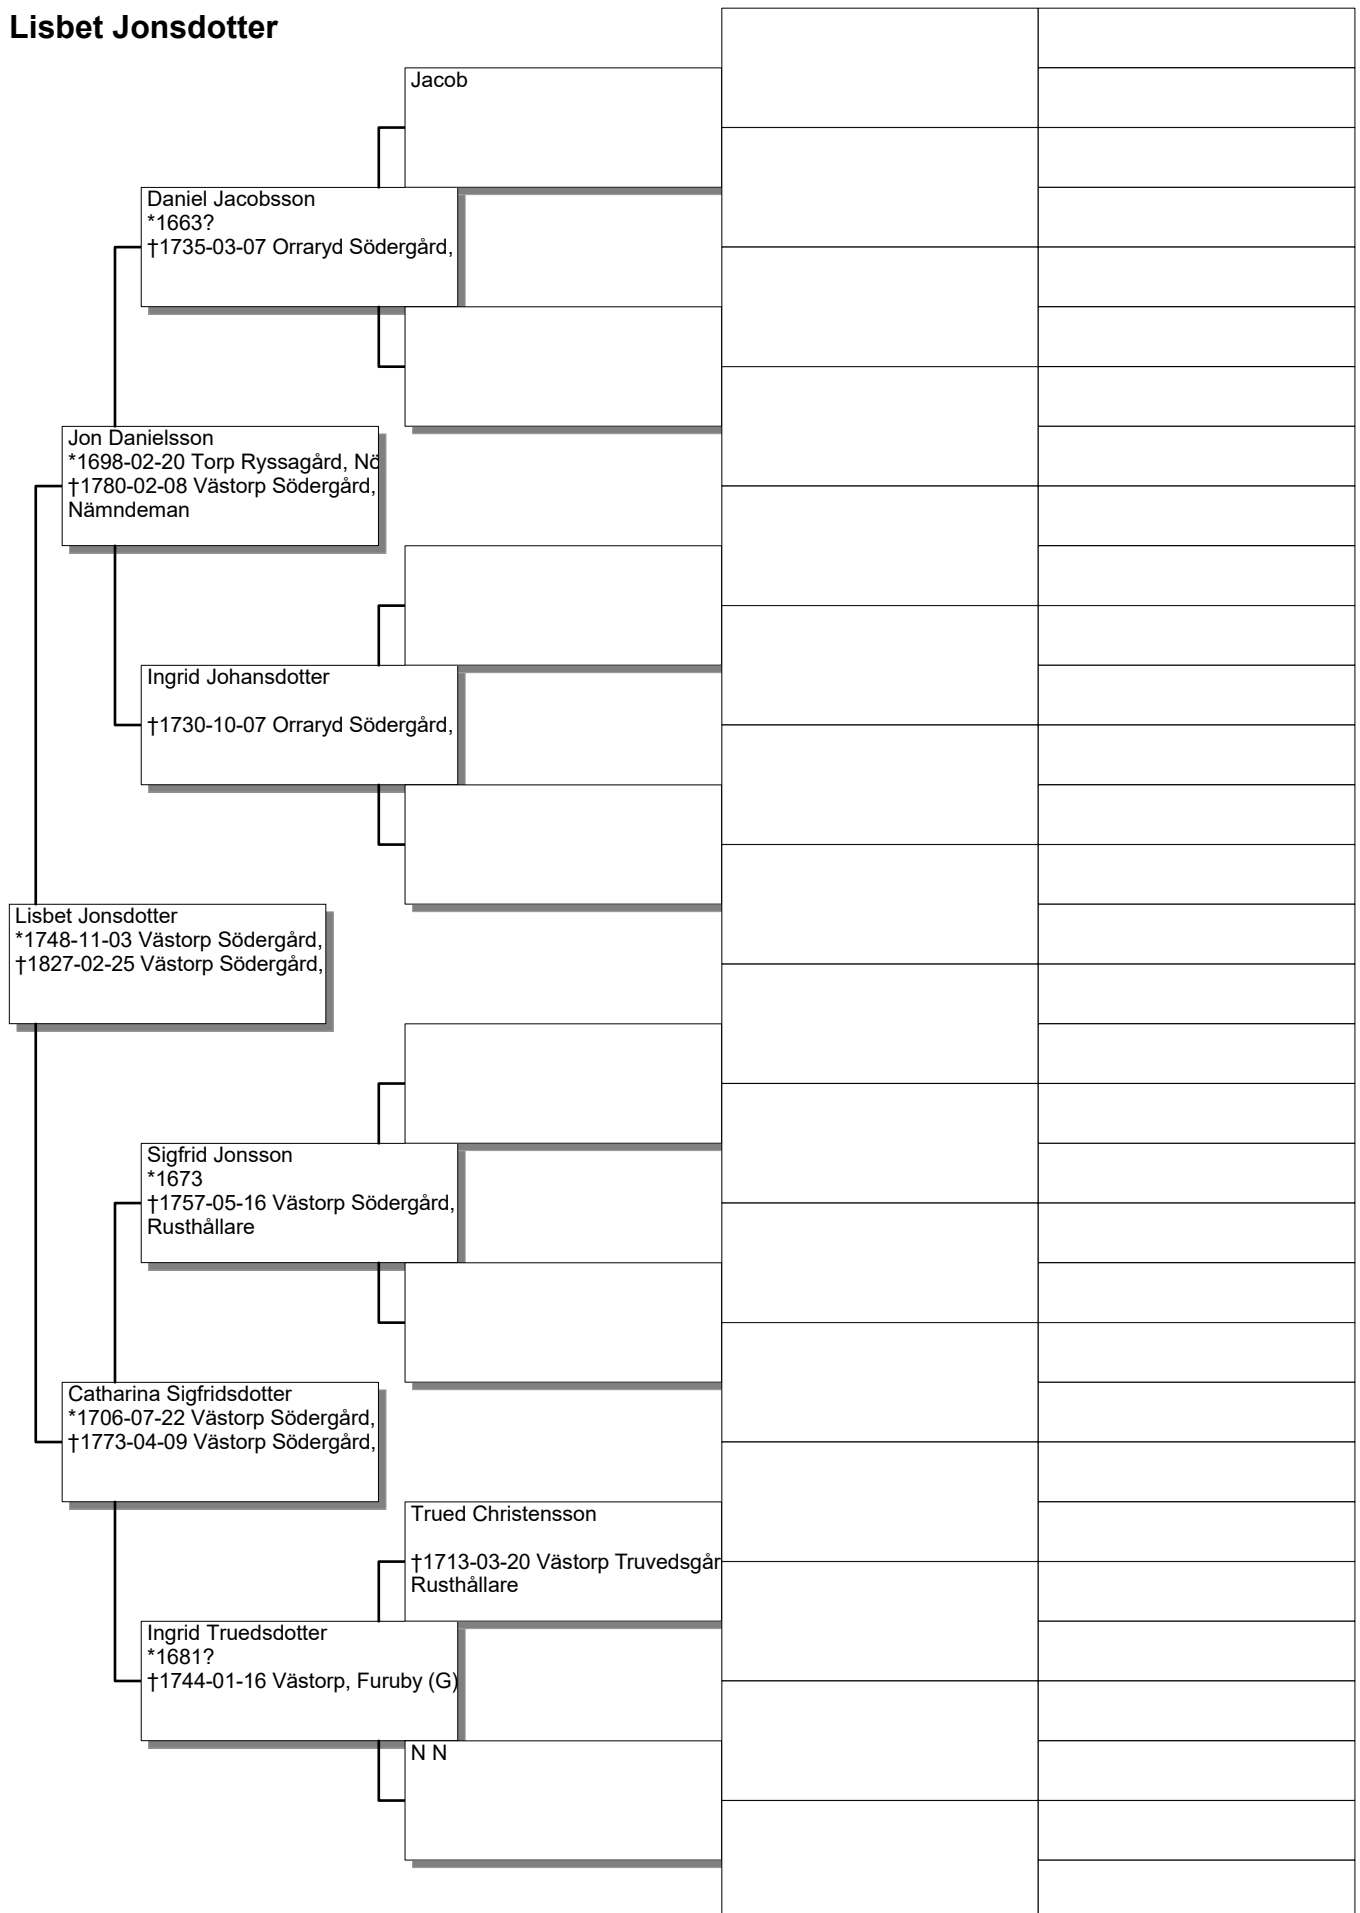 Lisbet Jonsdotter
Jacob
Daniel Jacobsson
*1663?
†1735-03-07 Orraryd Södergård,
Jon Danielsson
*1698-02-20 Torp Ryssagård, Nö
†1780-02-08 Västorp Södergård,
Nämndeman
Ingrid Johansdotter
†1730-10-07 Orraryd Södergård,
Lisbet Jonsdotter
*1748-11-03 Västorp Södergård,
†1827-02-25 Västorp Södergård,
Sigfrid Jonsson
*1673
†1757-05-16 Västorp Södergård,
Rusthållare
Catharina Sigfridsdotter
*1706-07-22 Västorp Södergård,
†1773-04-09 Västorp Södergård,
Trued Christensson
†1713-03-20 Västorp Truvedsgår
Rusthållare
Ingrid Truedsdotter
*1681?
†1744-01-16 Västorp, Furuby (G)
N N